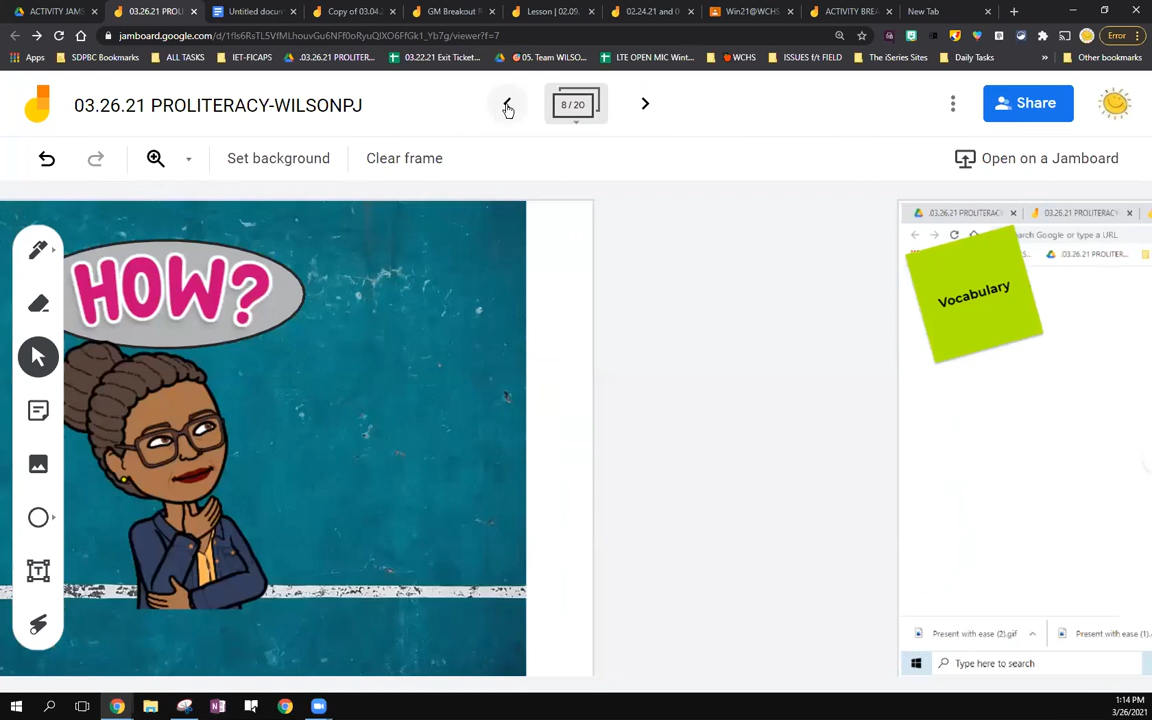 ACTIVITY JAMS
03.26.21 PROLI
Untitled docum
Copy of 03.04.
GM Breakout R
Lesson | 02.09.
02.24.21 and 0
Win21@WCHS
ACTIVITY BREA
New Tab
jamboard.google.com/d/1fIs6RsTL5VfMLhouvGu6NFf0oRyuQIXO6FfGk1_Yb7g/viewer?f=7
Error
Apps
SDPBC Bookmarks
ALL TASKS
IET-FICAPS
.03.26.21 PROLITER...
03.22.21 Exit Ticket...
05. Team WILSO...
LTE OPEN MIC Wint...
WCHS
ISSUES f/t FIELD
The iSeries Sites
Daily Tasks
»
Other bookmarks
03.26.21 PROLITERACY-WILSONPJ
8 / 20
Share
Set background
Clear frame
Open on a Jamboard
HOW?
.03.26.21 PROLITERAC
03.26.21 PROLITERACY
arch Google or type a URL
S...
.03.26.21 PROLITER...
Vocabulary
Present with ease (2).gif
Present with ease (1).
Type here to search
1:14 PM
3/26/2021